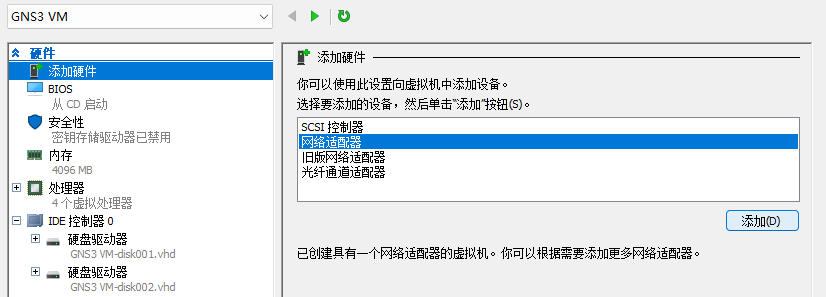 GNS3 VM
硬件
添加硬件
BIOS
从 CD 启动
安全性
密钥存储驱动器已禁用
内存
4096 MB
处理器
4 个虚拟处理器
IDE 控制器 0
硬盘驱动器
GNS3 VM-disk001.vhd
硬盘驱动器
GNS3 VM-disk002.vhd
添加硬件
你可以使用此设置向虚拟机中添加设备。
选择要添加的设备，然后单击“添加”按钮(S)。
SCSI 控制器
网络适配器
旧版网络适配器
光纤通道适配器
添加(D)
已创建具有一个网络适配器的虚拟机。你可以根据需要添加更多网络适配器。